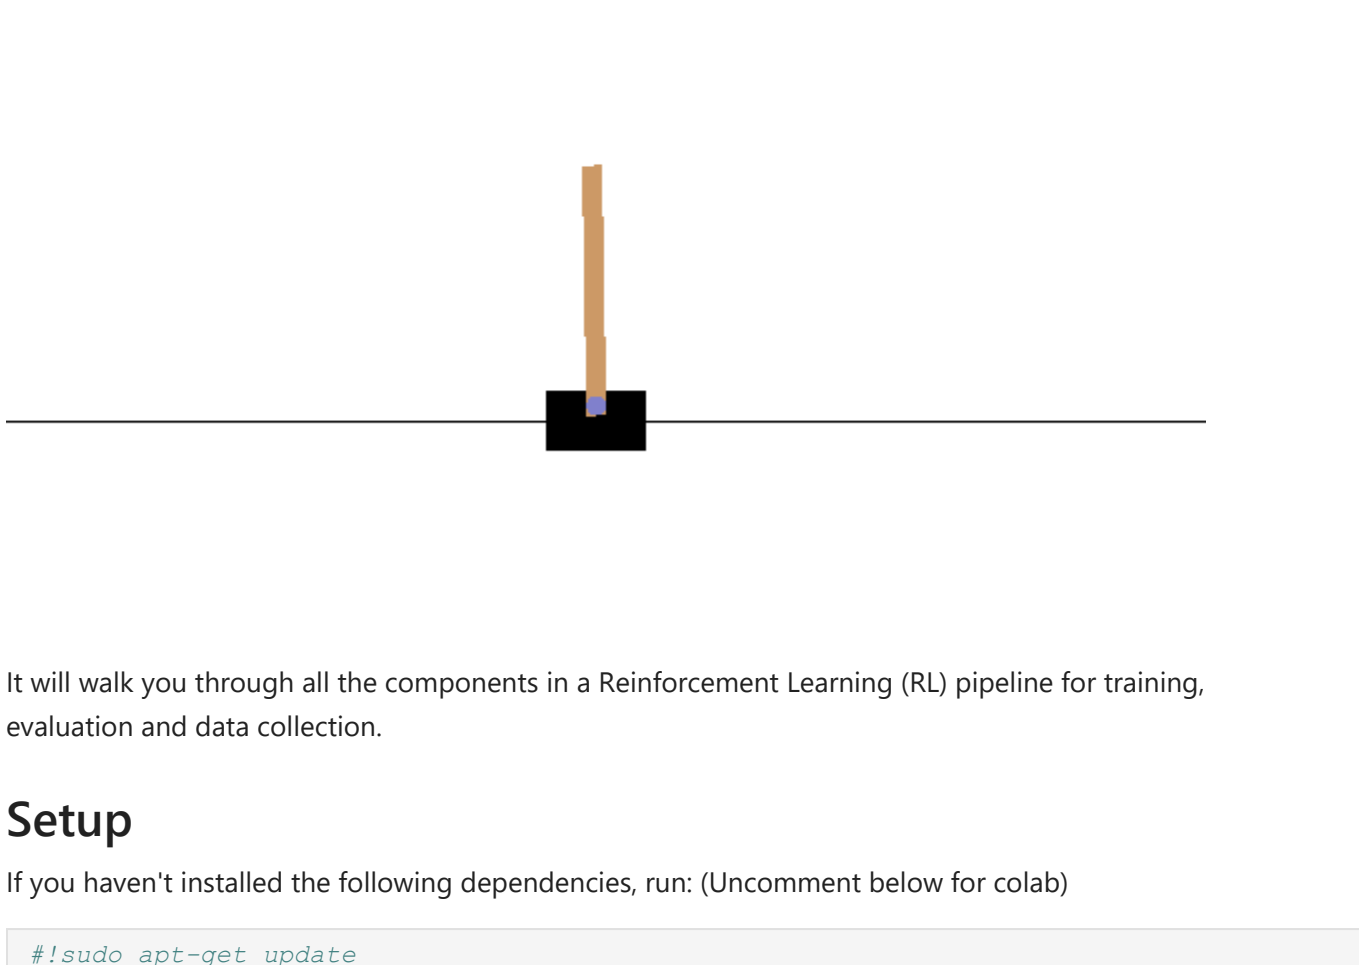 It will walk you through all the components in a Reinforcement Learning (RL) pipeline for training,
evaluation and data collection.
Setup
If you haven't installed the following dependencies, run: (Uncomment below for colab)
#!sudo apt-get update